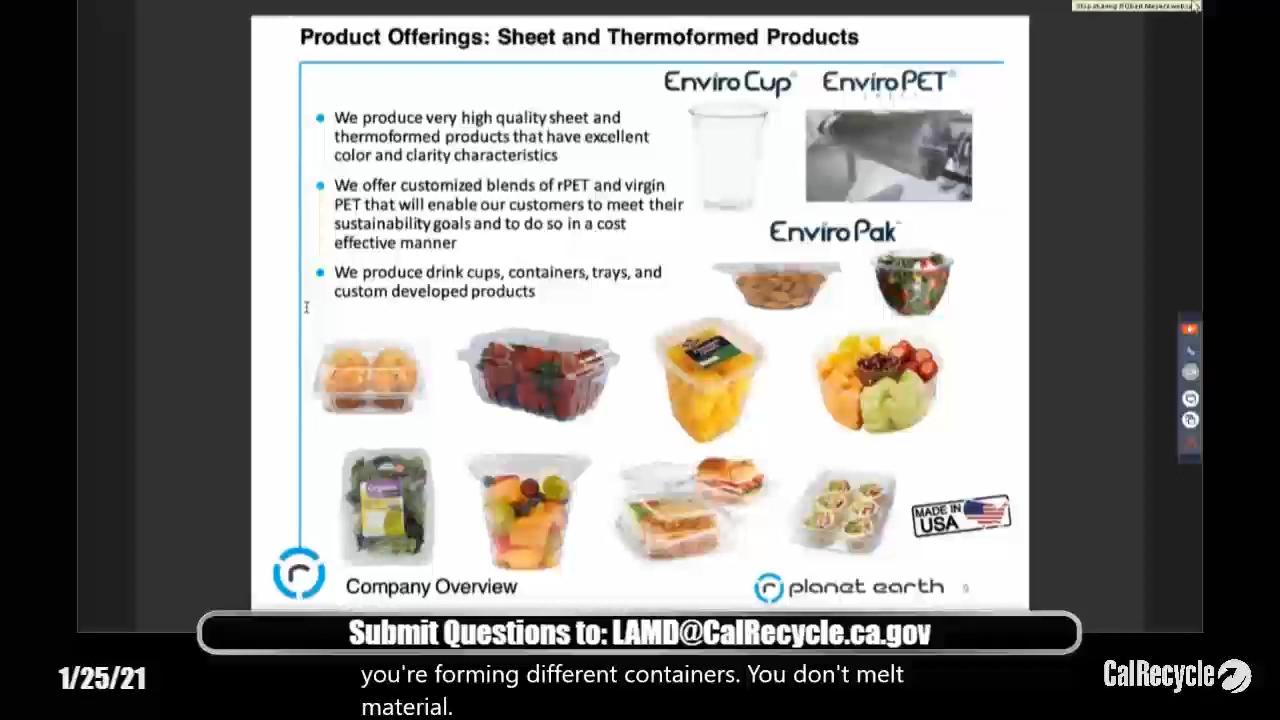 Product Offerings: Sheet and Thermoformed Products
EnviroCup®
EnviroPET®
We produce very high quality sheet and
thermoformed products that have excellent
color and clarity characteristics
We offer customized blends of rPET and virgin
PET that will enable our customers to meet their
sustainability goals and to do so in a cost
effective manner
EnviroPak™
We produce drink cups, containers, trays, and
custom developed products
MADE IN
USA
r
Company Overview
r planet earth
9
Submit Questions to: LAMD@CalRecycle.ca.gov
you're forming different containers. You don't melt
material.
1/25/21
CalRecycle